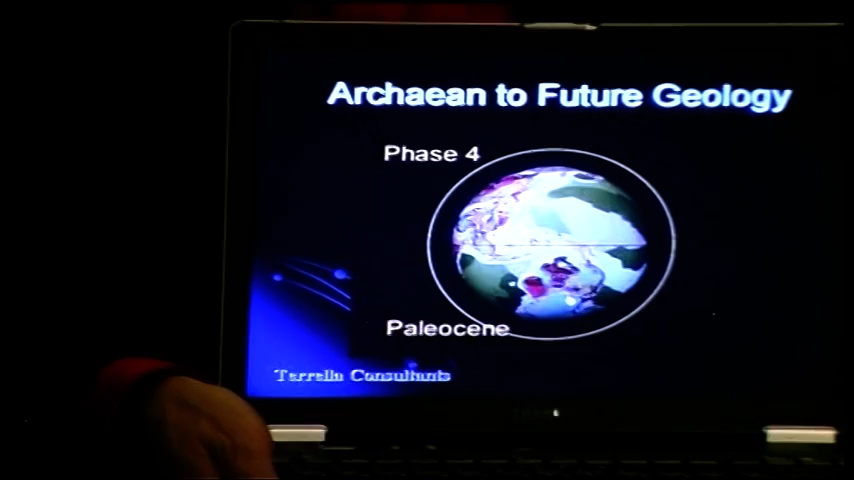 Archaean to Future Geology
Phase 4
Paleocene
Terrella Consultants